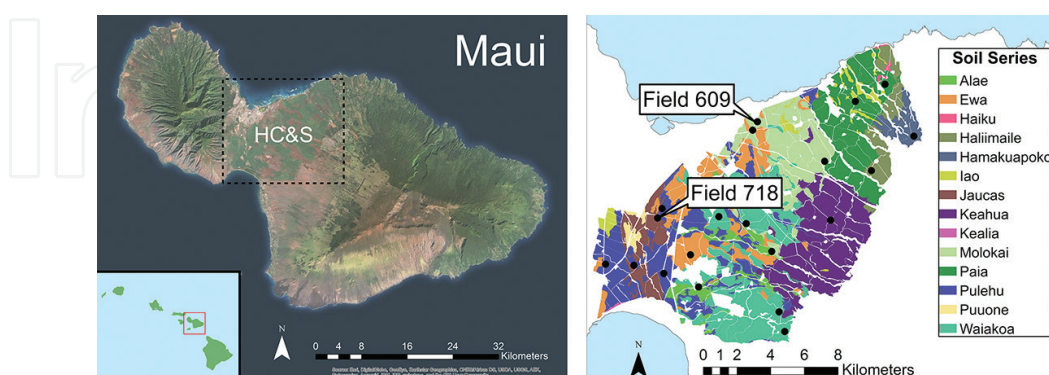 Maui
HC&S
N
0 4 8 16 24 32
Kilometers
Field 609
Field 718
Soil Series
Alae
Ewa
Haiku
Haliimaile
Hamakuapoko
Iao
Jaucas
Keahua
Kealia
Molokai
Paia
Pulehu
Puuone
Waiakoa
N
0 1 2 4 6 8
Kilometers